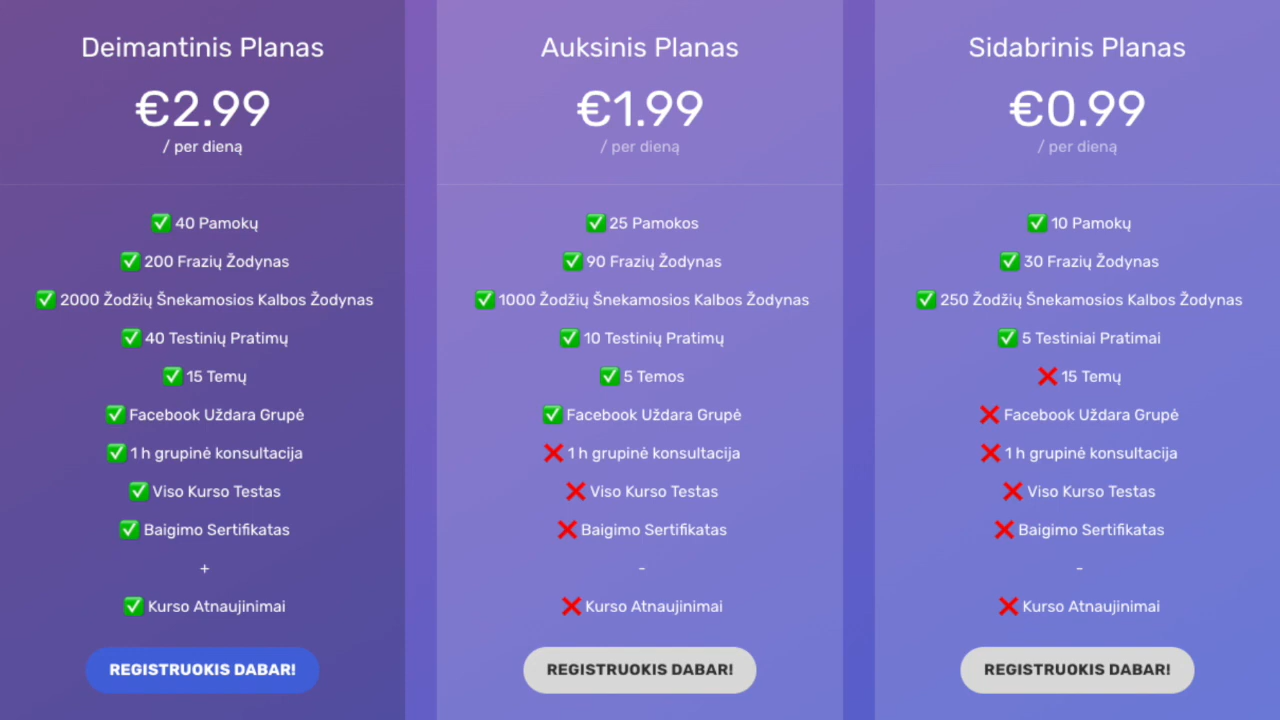 Deimantinis Planas
€2.99
/ per dieną
✅ 40 Pamokų
✅ 200 Frazių Žodynas
✅ 2000 Žodžių Šnekamosios Kalbos Žodynas
✅ 40 Testinių Pratimų
✅ 15 Temų
✅ Facebook Uždara Grupė
✅ 1 h grupinė konsultacija
✅ Viso Kurso Testas
✅ Baigimo Sertifikatas
+
✅ Kurso Atnaujinimai
REGISTRUOKIS DABAR!
Auksinis Planas
€1.99
/ per dieną
✅ 25 Pamokos
✅ 90 Frazių Žodynas
✅ 1000 Žodžių Šnekamosios Kalbos Žodynas
✅ 10 Testinių Pratimų
✅ 5 Temos
✅ Facebook Uždara Grupė
❌ 1 h grupinė konsultacija
❌ Viso Kurso Testas
❌ Baigimo Sertifikatas
-
❌ Kurso Atnaujinimai
REGISTRUOKIS DABAR!
Sidabrinis Planas
€0.99
/ per dieną
✅ 10 Pamokų
✅ 30 Frazių Žodynas
✅ 250 Žodžių Šnekamosios Kalbos Žodynas
✅ 5 Testiniai Pratimai
❌ 15 Temų
❌ Facebook Uždara Grupė
❌ 1 h grupinė konsultacija
❌ Viso Kurso Testas
❌ Baigimo Sertifikatas
-
❌ Kurso Atnaujinimai
REGISTRUOKIS DABAR!